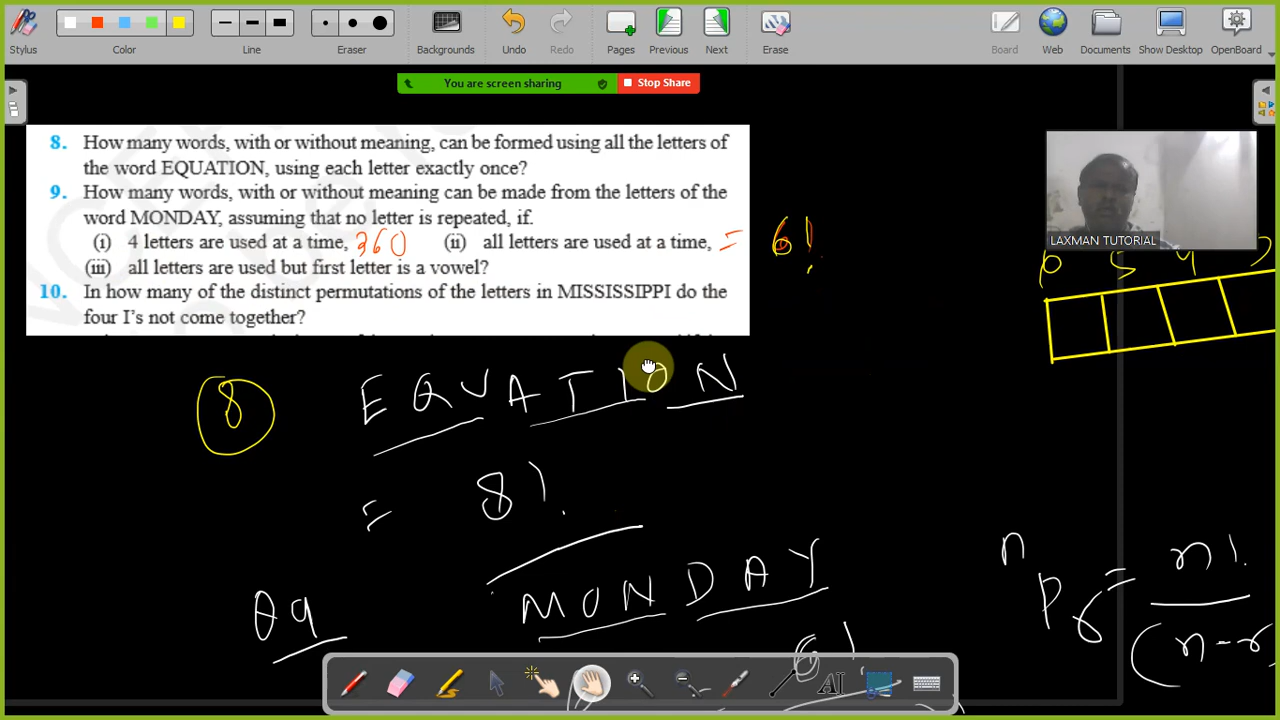 Stylus Color Line Eraser Backgrounds Undo Redo Pages Previous Next Erase Board Web Documents Show Desktop OpenBoard
You are screen sharing Stop Share
8. How many words, with or without meaning, can be formed using all the letters of
the word EQUATION, using each letter exactly once?
9. How many words, with or without meaning can be made from the letters of the
word MONDAY, assuming that no letter is repeated, if.
(i) 4 letters are used at a time, 360 (ii) all letters are used at a time, = 6!
(iii) all letters are used but first letter is a vowel?
10. In how many of the distinct permutations of the letters in MISSISSIPPI do the
four I's not come together?
LAXMAN TUTORIAL
5 4
8 EQUATION
= 8!
n P r = n! / (n-r
Q9 MONDAY
6!